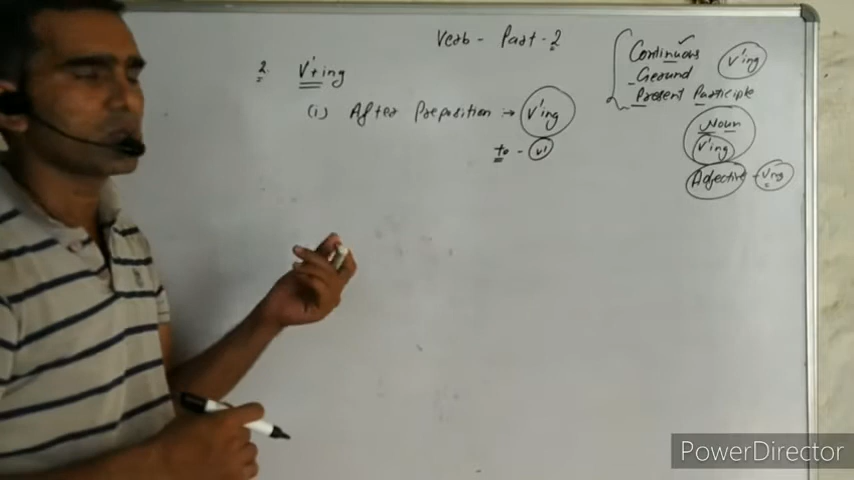 Verb - Part - 2
2. V'+ing
(i) After Preposition → V'ing
to - v'
Continuous ✓
- Gerund
- Present Participle
V'ing
Noun
V'ing
Adjective - V'ing
PowerDirector